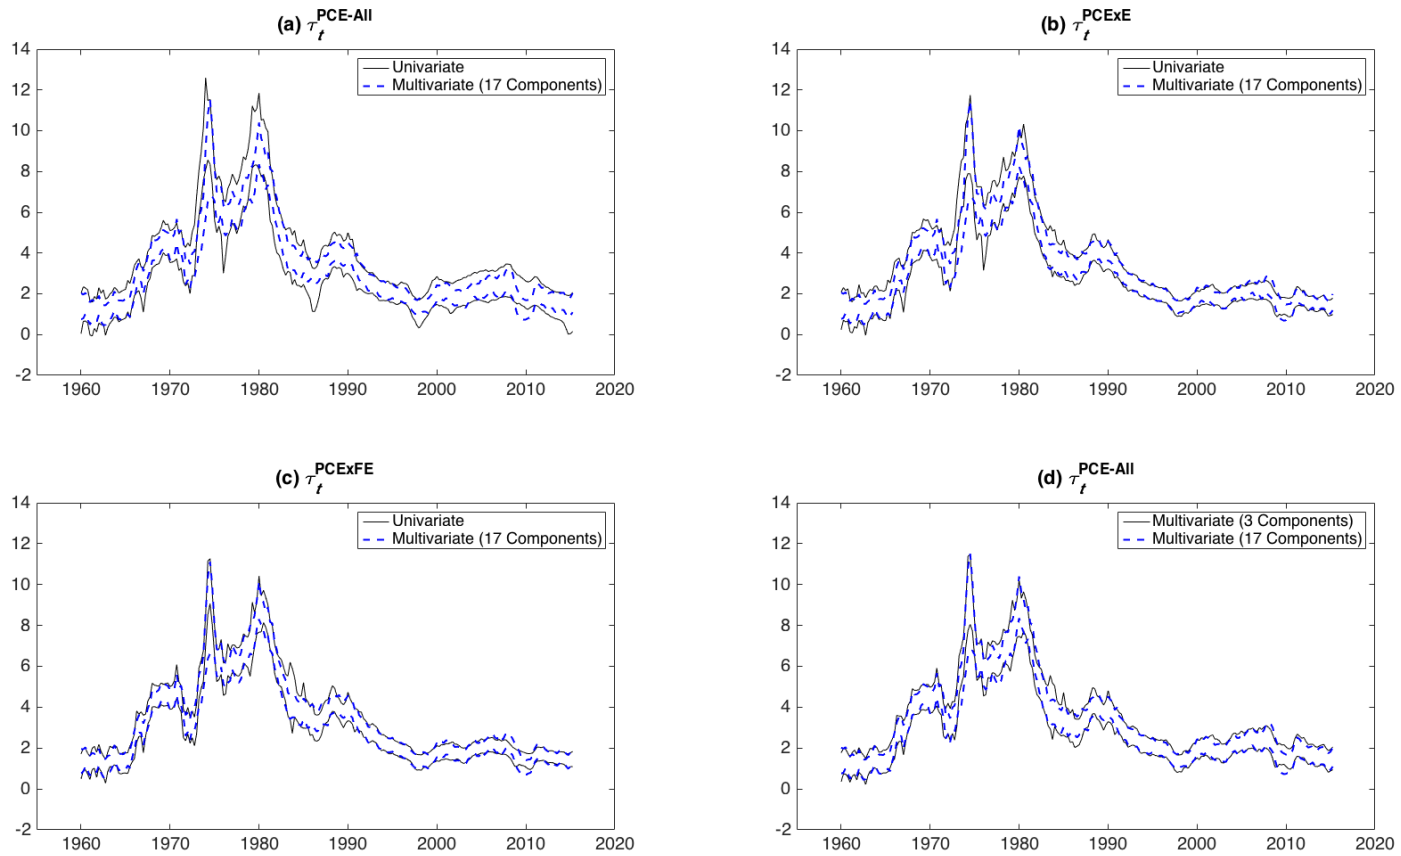 (a) τ_t^PCE-All
14
12
10
8
6
4
2
0
-2
1960 1970 1980 1990 2000 2010 2020
Univariate
Multivariate (17 Components)
(b) τ_t^PCExE
14
12
10
8
6
4
2
0
-2
1960 1970 1980 1990 2000 2010 2020
Univariate
Multivariate (17 Components)
(c) τ_t^PCExFE
14
12
10
8
6
4
2
0
-2
1960 1970 1980 1990 2000 2010 2020
Univariate
Multivariate (17 Components)
(d) τ_t^PCE-All
14
12
10
8
6
4
2
0
-2
1960 1970 1980 1990 2000 2010 2020
Multivariate (3 Components)
Multivariate (17 Components)